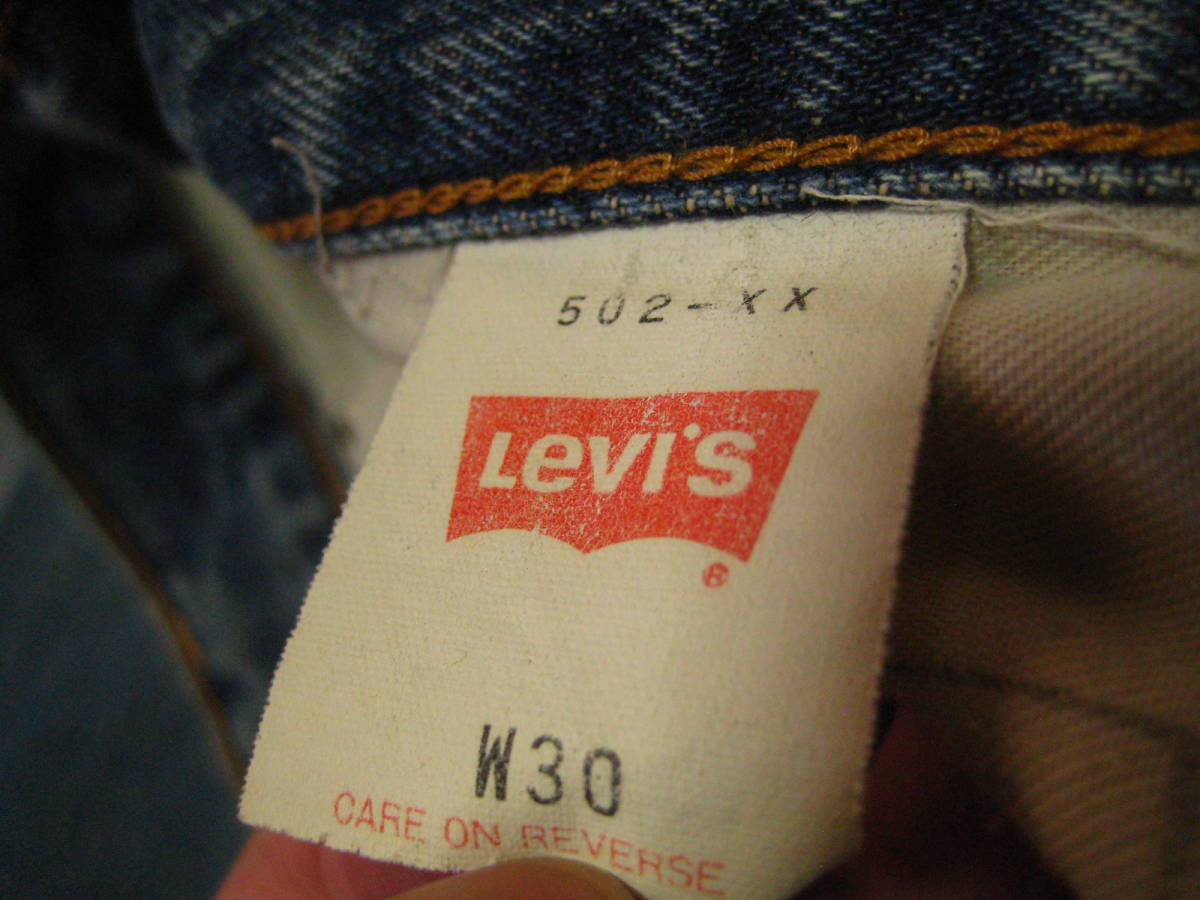 502-XX
LEVI'S
®
W30
CARE ON REVERSE